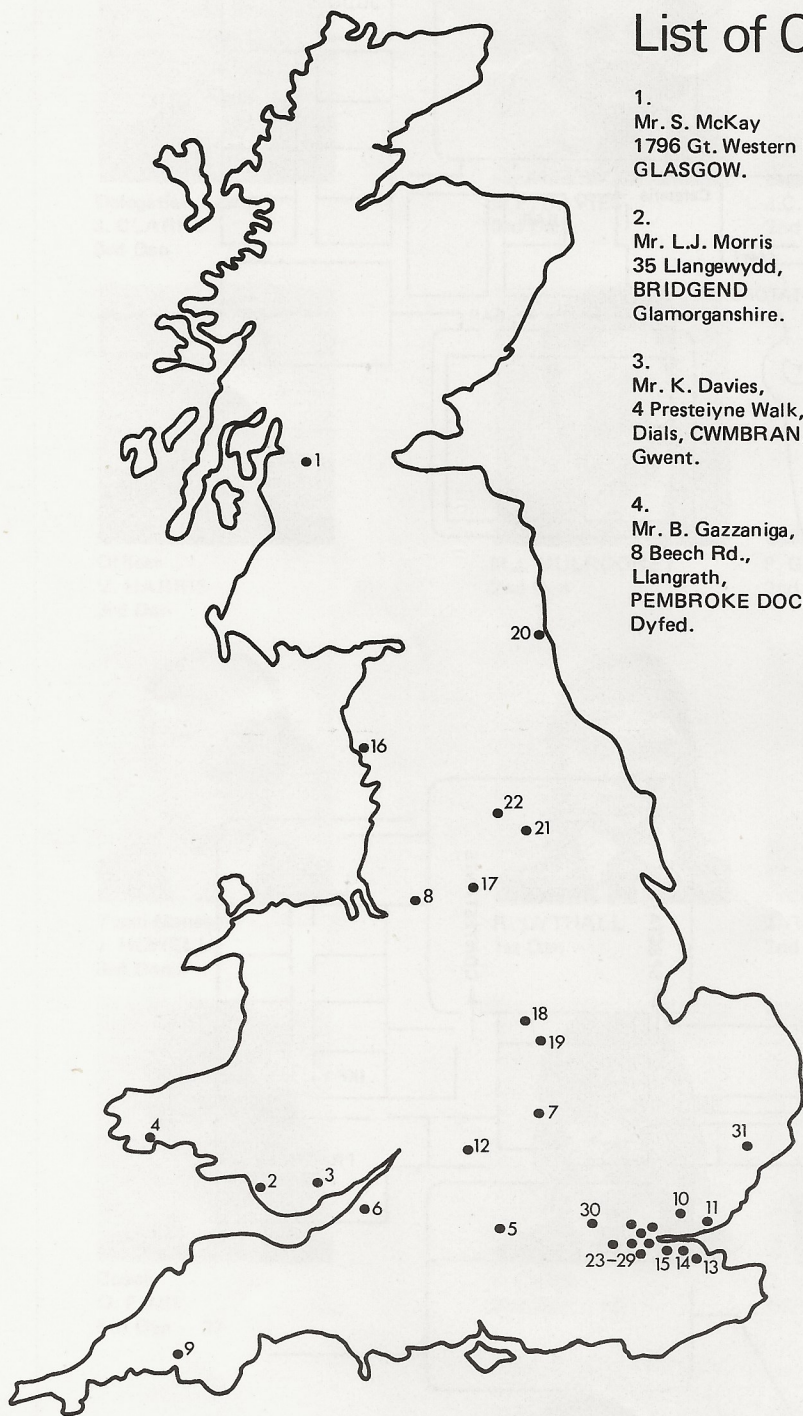 List of C
1.
Mr. S. McKay
1796 Gt. Western
GLASGOW.
2.
Mr. L.J. Morris
35 Llangewydd,
BRIDGEND
Glamorganshire.
3.
Mr. K. Davies,
4 Presteiyne Walk,
Dials, CWMBRAN
Gwent.
4.
Mr. B. Gazzaniga,
8 Beech Rd.,
Llangrath,
PEMBROKE DOC
Dyfed.
1
20
16
22
21
17
8
18
19
7
4
12
31
2
3
6
5
30
10
11
23-29
15
14
13
9